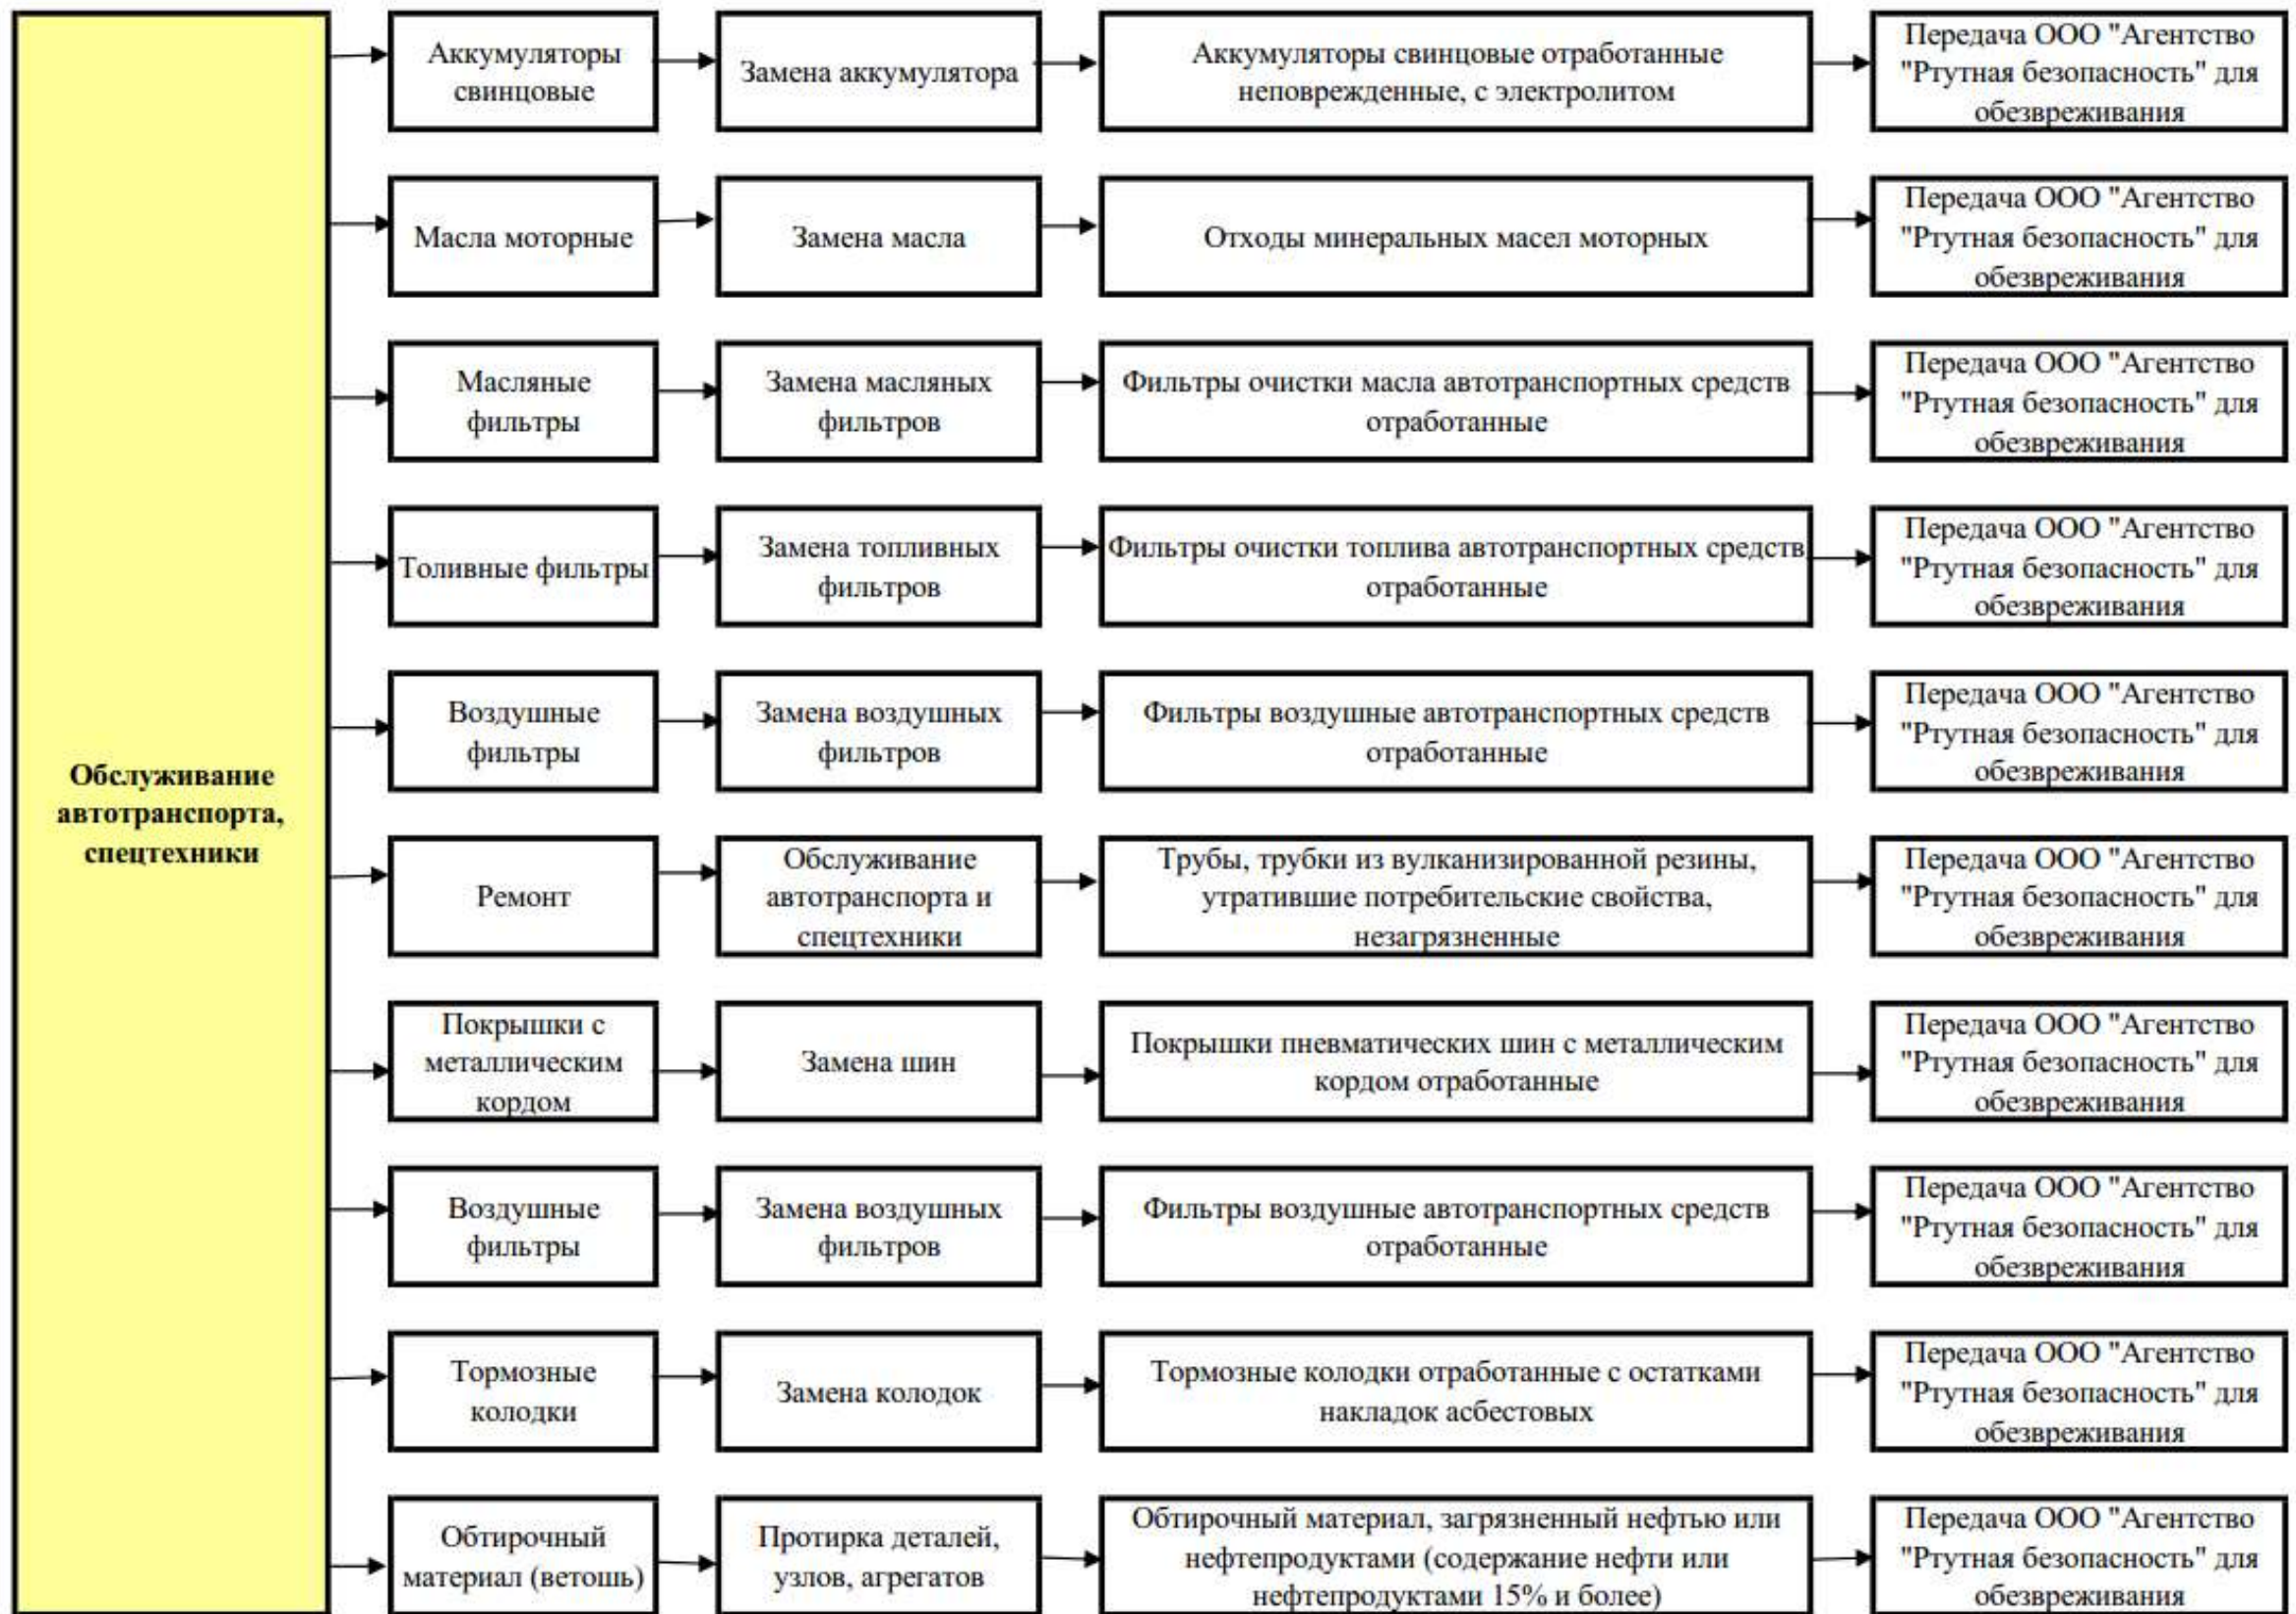 Обслуживание
автотранспорта,
спецтехники
Аккумуляторы
свинцовые
Замена аккумулятора
Аккумуляторы свинцовые отработанные
неповрежденные, с электролитом
Передача ООО "Агентство
"Ртутная безопасность" для
обезвреживания
Масла моторные
Замена масла
Отходы минеральных масел моторных
Передача ООО "Агентство
"Ртутная безопасность" для
обезвреживания
Масляные
фильтры
Замена масляных
фильтров
Фильтры очистки масла автотранспортных средств
отработанные
Передача ООО "Агентство
"Ртутная безопасность" для
обезвреживания
Толивные фильтры
Замена топливных
фильтров
Фильтры очистки топлива автотранспортных средств
отработанные
Передача ООО "Агентство
"Ртутная безопасность" для
обезвреживания
Воздушные
фильтры
Замена воздушных
фильтров
Фильтры воздушные автотранспортных средств
отработанные
Передача ООО "Агентство
"Ртутная безопасность" для
обезвреживания
Ремонт
Обслуживание
автотранспорта и
спецтехники
Трубы, трубки из вулканизированной резины,
утратившие потребительские свойства,
незагрязненные
Передача ООО "Агентство
"Ртутная безопасность" для
обезвреживания
Покрышки с
металлическим
кордом
Замена шин
Покрышки пневматических шин с металлическим
кордом отработанные
Передача ООО "Агентство
"Ртутная безопасность" для
обезвреживания
Воздушные
фильтры
Замена воздушных
фильтров
Фильтры воздушные автотранспортных средств
отработанные
Передача ООО "Агентство
"Ртутная безопасность" для
обезвреживания
Тормозные
колодки
Замена колодок
Тормозные колодки отработанные с остатками
накладок асбестовых
Передача ООО "Агентство
"Ртутная безопасность" для
обезвреживания
Обтирочный
материал (ветошь)
Протирка деталей,
узлов, агрегатов
Обтирочный материал, загрязненный нефтью или
нефтепродуктами (содержание нефти или
нефтепродуктами 15% и более)
Передача ООО "Агентство
"Ртутная безопасность" для
обезвреживания